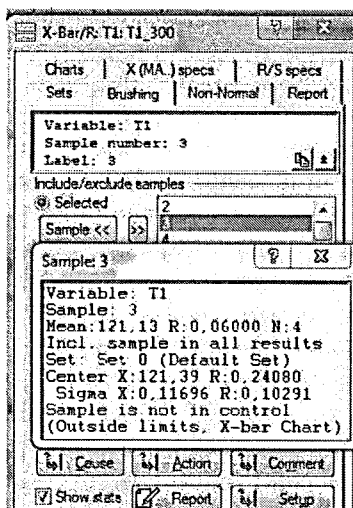 X-Bar/R: T1: T1_300
Charts X (MA..) specs R/S specs
Sets Brushing Non-Normal Report
Variable: T1
Sample number: 3
Label: 3
Include/exclude samples
Selected
2
3
4
Sample << >>
Sample: 3
Variable: T1
Sample: 3
Mean:121,13 R:0,06000 N:4
Incl. sample in all results
Set: Set 0 (Default Set)
Center X:121,39 R:0,24080
Sigma X:0,11696 R:0,10291
Sample is not in control
(Outside limits, X-bar Chart)
Cause Action Comment
Show stats Report Setup